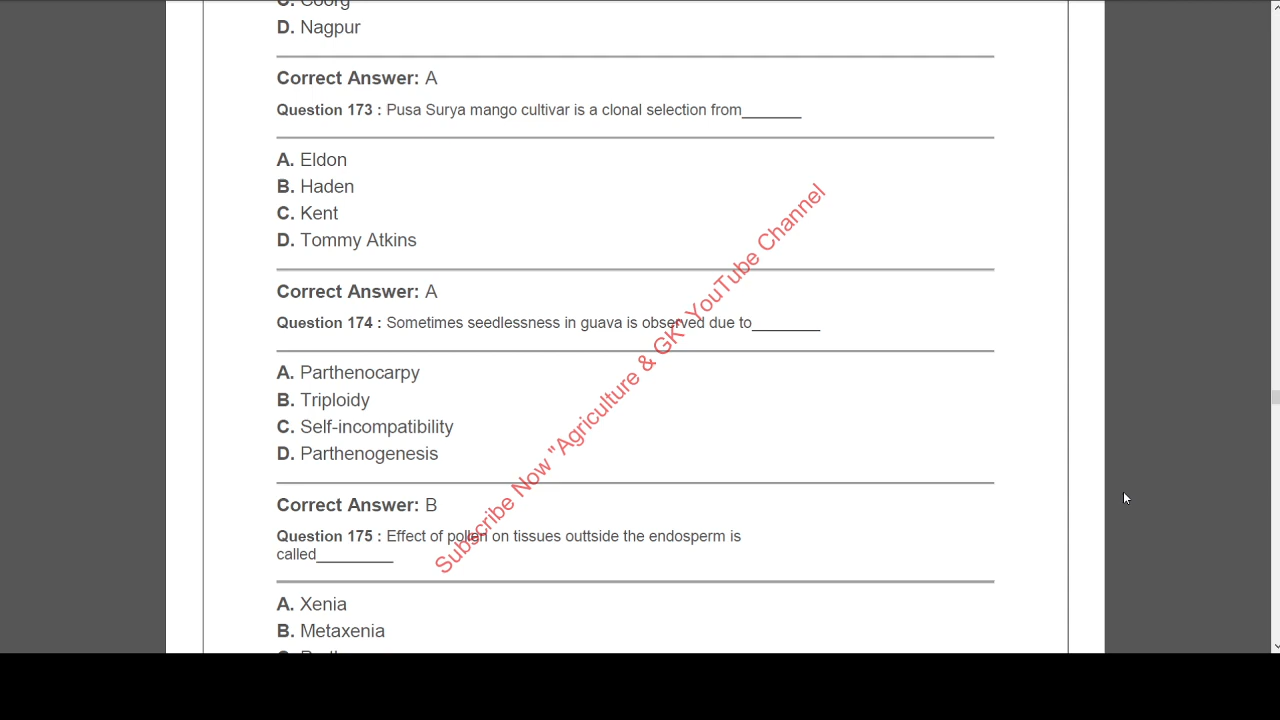 D. Nagpur
Correct Answer: A
Question 173 : Pusa Surya mango cultivar is a clonal selection from_______
A. Eldon
B. Haden
C. Kent
D. Tommy Atkins
Correct Answer: A
Question 174 : Sometimes seedlessness in guava is observed due to________
A. Parthenocarpy
B. Triploidy
C. Self-incompatibility
D. Parthenogenesis
Correct Answer: B
Question 175 : Effect of pollen on tissues outtside the endosperm is
called_________
A. Xenia
B. Metaxenia
Subscribe Now "Agriculture & GK" YouTube Channel